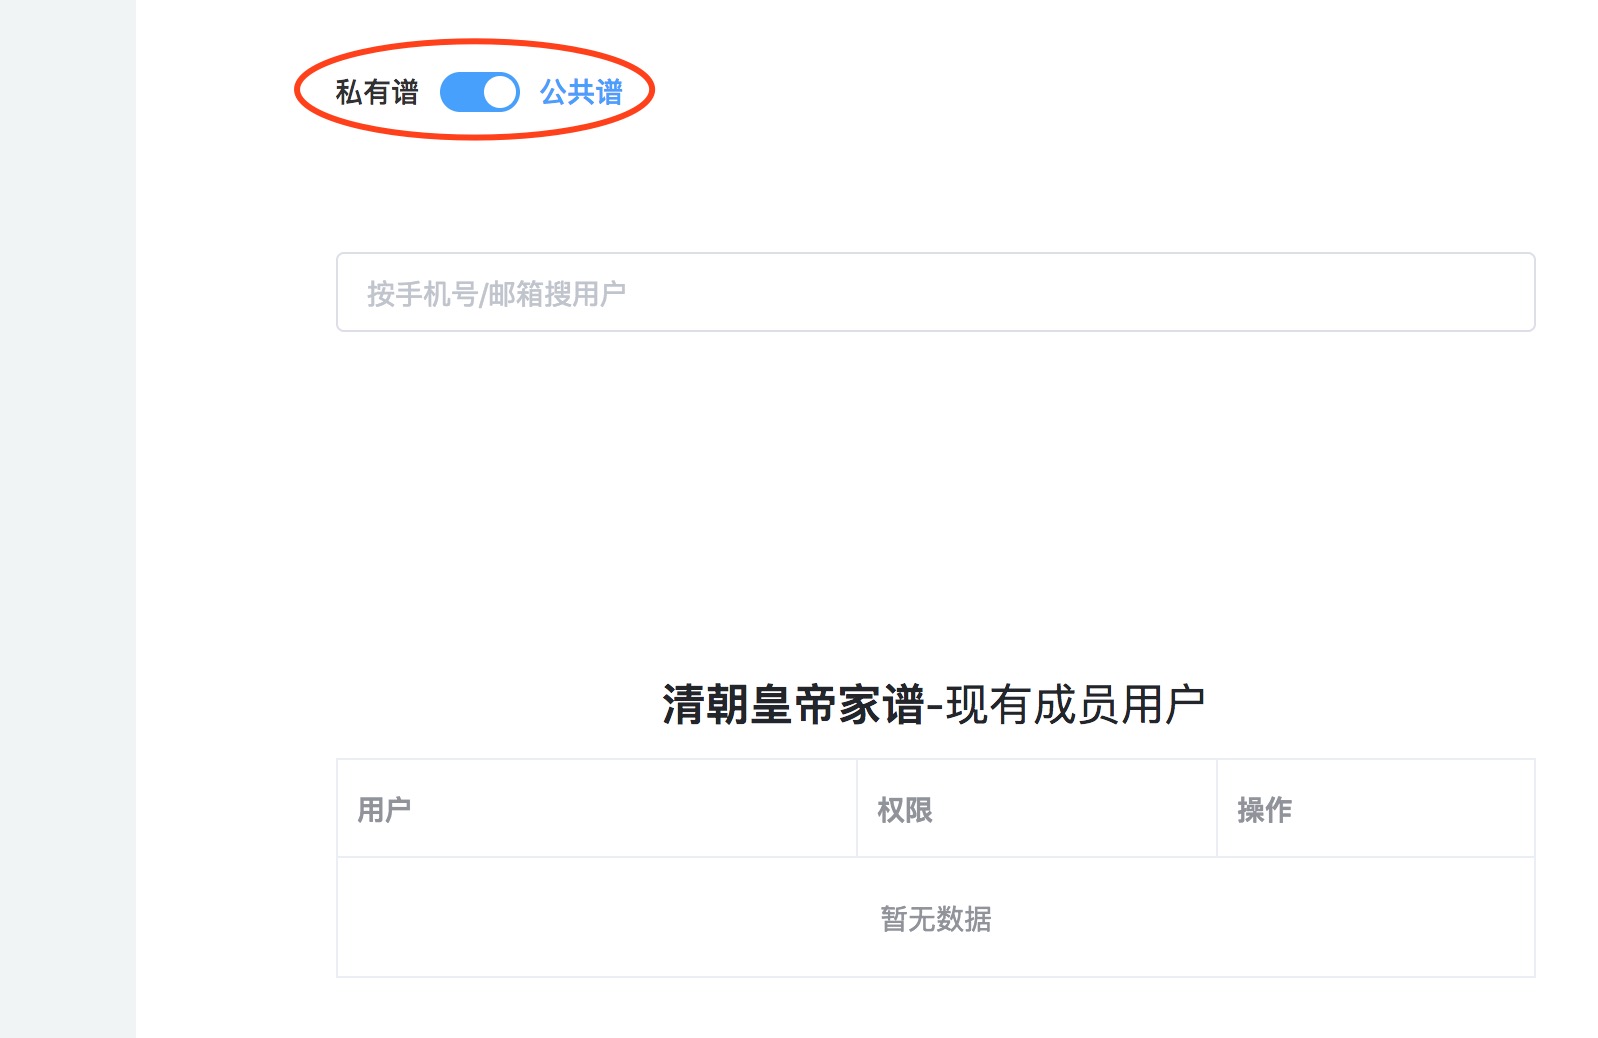 私有谱 公共谱
按手机号/邮箱搜用户
清朝皇帝家谱-现有成员用户
用户 权限 操作
暂无数据